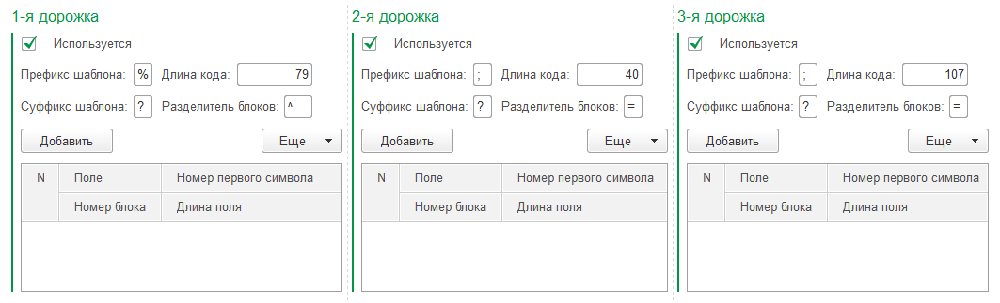 1-я дорожка
Используется
Префикс шаблона: % Длина кода: 79
Суффикс шаблона: ? Разделитель блоков: ^
Добавить Еще
N Поле Номер первого символа
Номер блока Длина поля
2-я дорожка
Используется
Префикс шаблона: ; Длина кода: 40
Суффикс шаблона: ? Разделитель блоков: =
Добавить Еще
N Поле Номер первого символа
Номер блока Длина поля
3-я дорожка
Используется
Префикс шаблона: ; Длина кода: 107
Суффикс шаблона: ? Разделитель блоков: =
Добавить Еще
N Поле Номер первого символа
Номер блока Длина поля